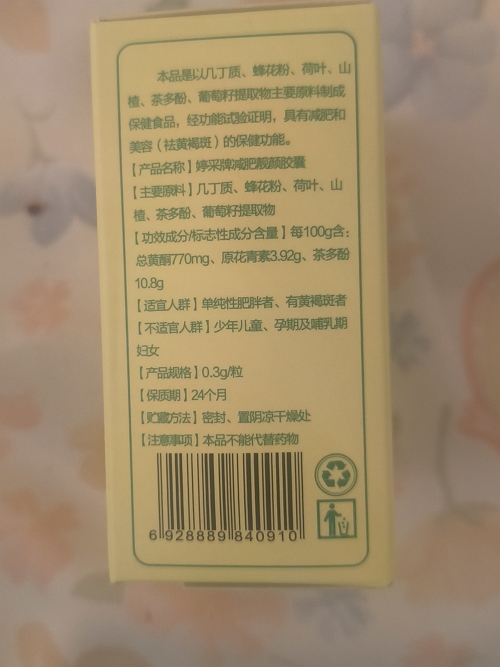 本品是以几丁质、蜂花粉、荷叶、山
楂、茶多酚、葡萄籽提取物主要原料制成
保健食品，经功能试验证明，具有减肥和
美容（祛黄褐斑）的保健功能。
【产品名称】婷采牌减肥靓颜胶囊
【主要原料】几丁质、蜂花粉、荷叶、山
楂、茶多酚、葡萄籽提取物
【功效成分/标志性成分含量】每100g含：
总黄酮770mg、原花青素3.92g、茶多酚
10.8g
【适宜人群】单纯性肥胖者、有黄褐斑者
【不适宜人群】少年儿童、孕期及哺乳期
妇女
【产品规格】0.3g/粒
【保质期】24个月
【贮藏方法】密封、置阴凉干燥处
【注意事项】本品不能代替药物
6 928889 840910